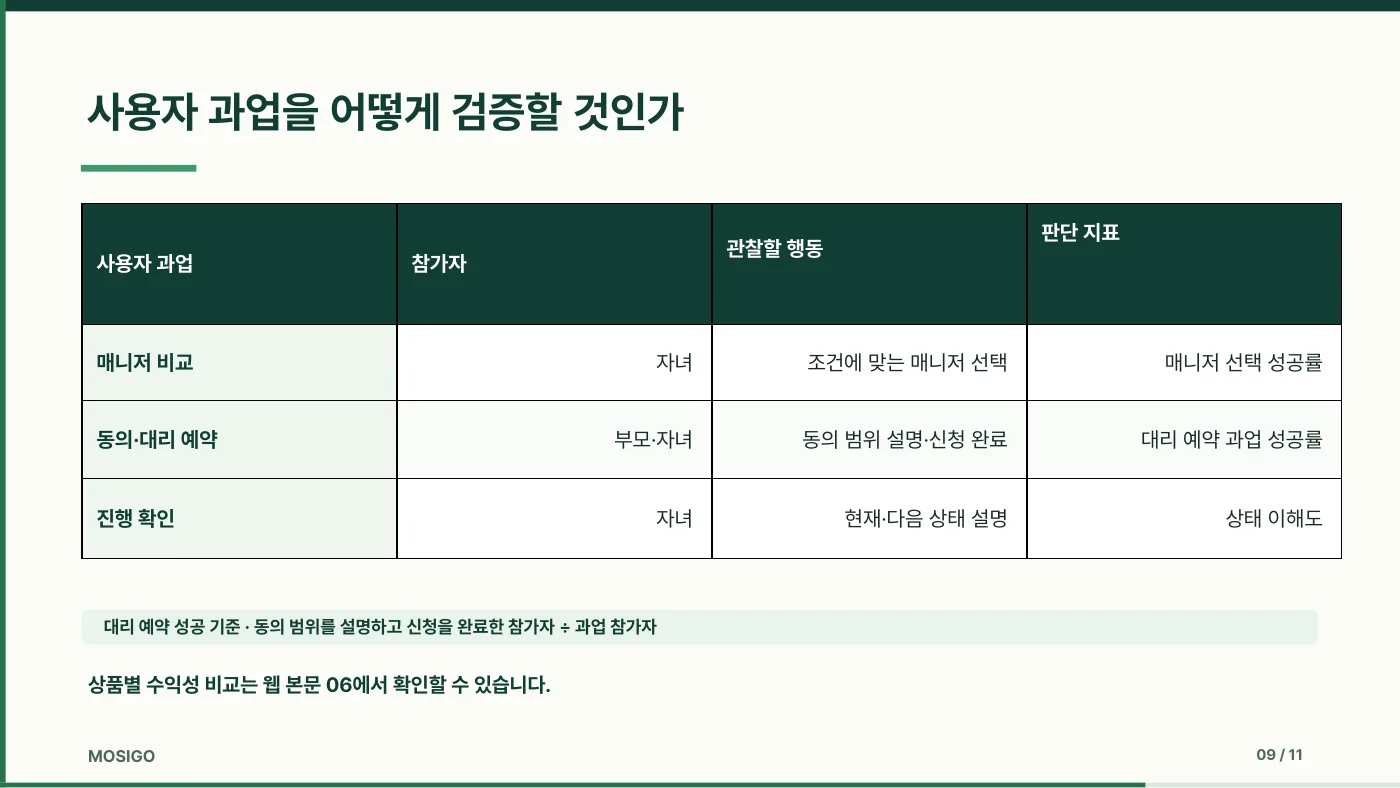 사용자 과업을 어떻게 검증할 것인가
사용자 과업 참가자 관찰할 행동 판단 지표
매니저 비교 자녀 조건에 맞는 매니저 선택 매니저 선택 성공률
동의·대리 예약 부모·자녀 동의 범위 설명·신청 완료 대리 예약 과업 성공률
진행 확인 자녀 현재·다음 상태 설명 상태 이해도
대리 예약 성공 기준 · 동의 범위를 설명하고 신청을 완료한 참가자 ÷ 과업 참가자
상품별 수익성 비교는 웹 본문 06에서 확인할 수 있습니다.
MOSIGO 09 / 11